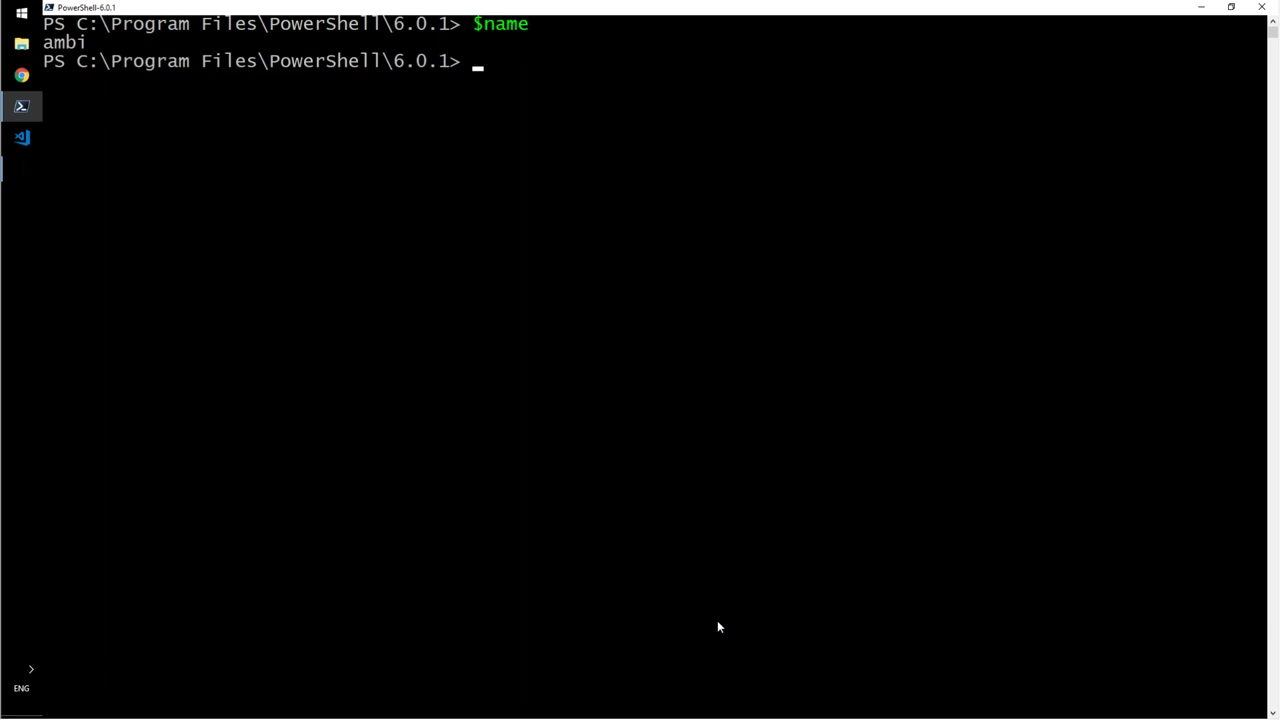 PowerShell-6.0.1
PS C:\Program Files\PowerShell\6.0.1> $name
ambi
PS C:\Program Files\PowerShell\6.0.1>
ENG